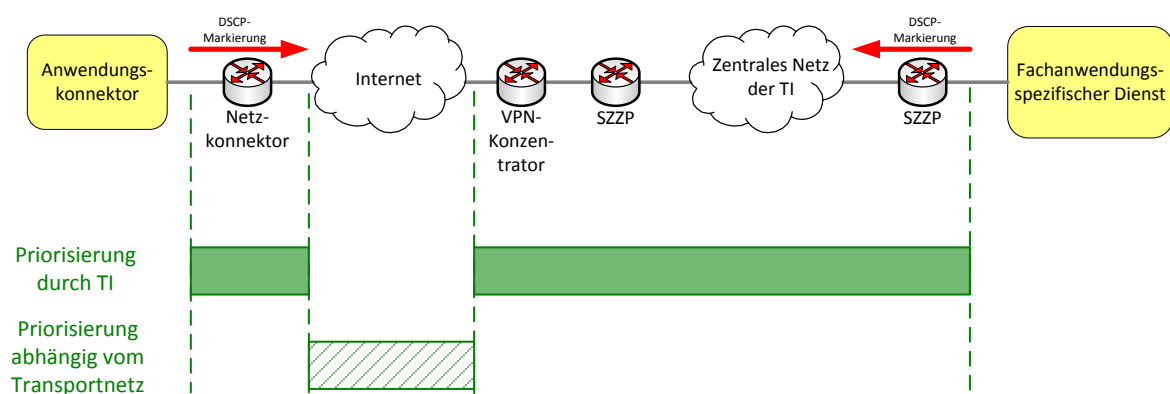 DSCP-
Markierung
DSCP-
Markierung
Anwendungs-
konnektor
Internet
Zentrales Netz
der TI
Fachanwendungs-
spezifischer Dienst
Netz-
konnektor
VPN-
Konzen-
trator
SZZP
SZZP
Priorisierung
durch TI
Priorisierung
abhängig vom
Transportnetz